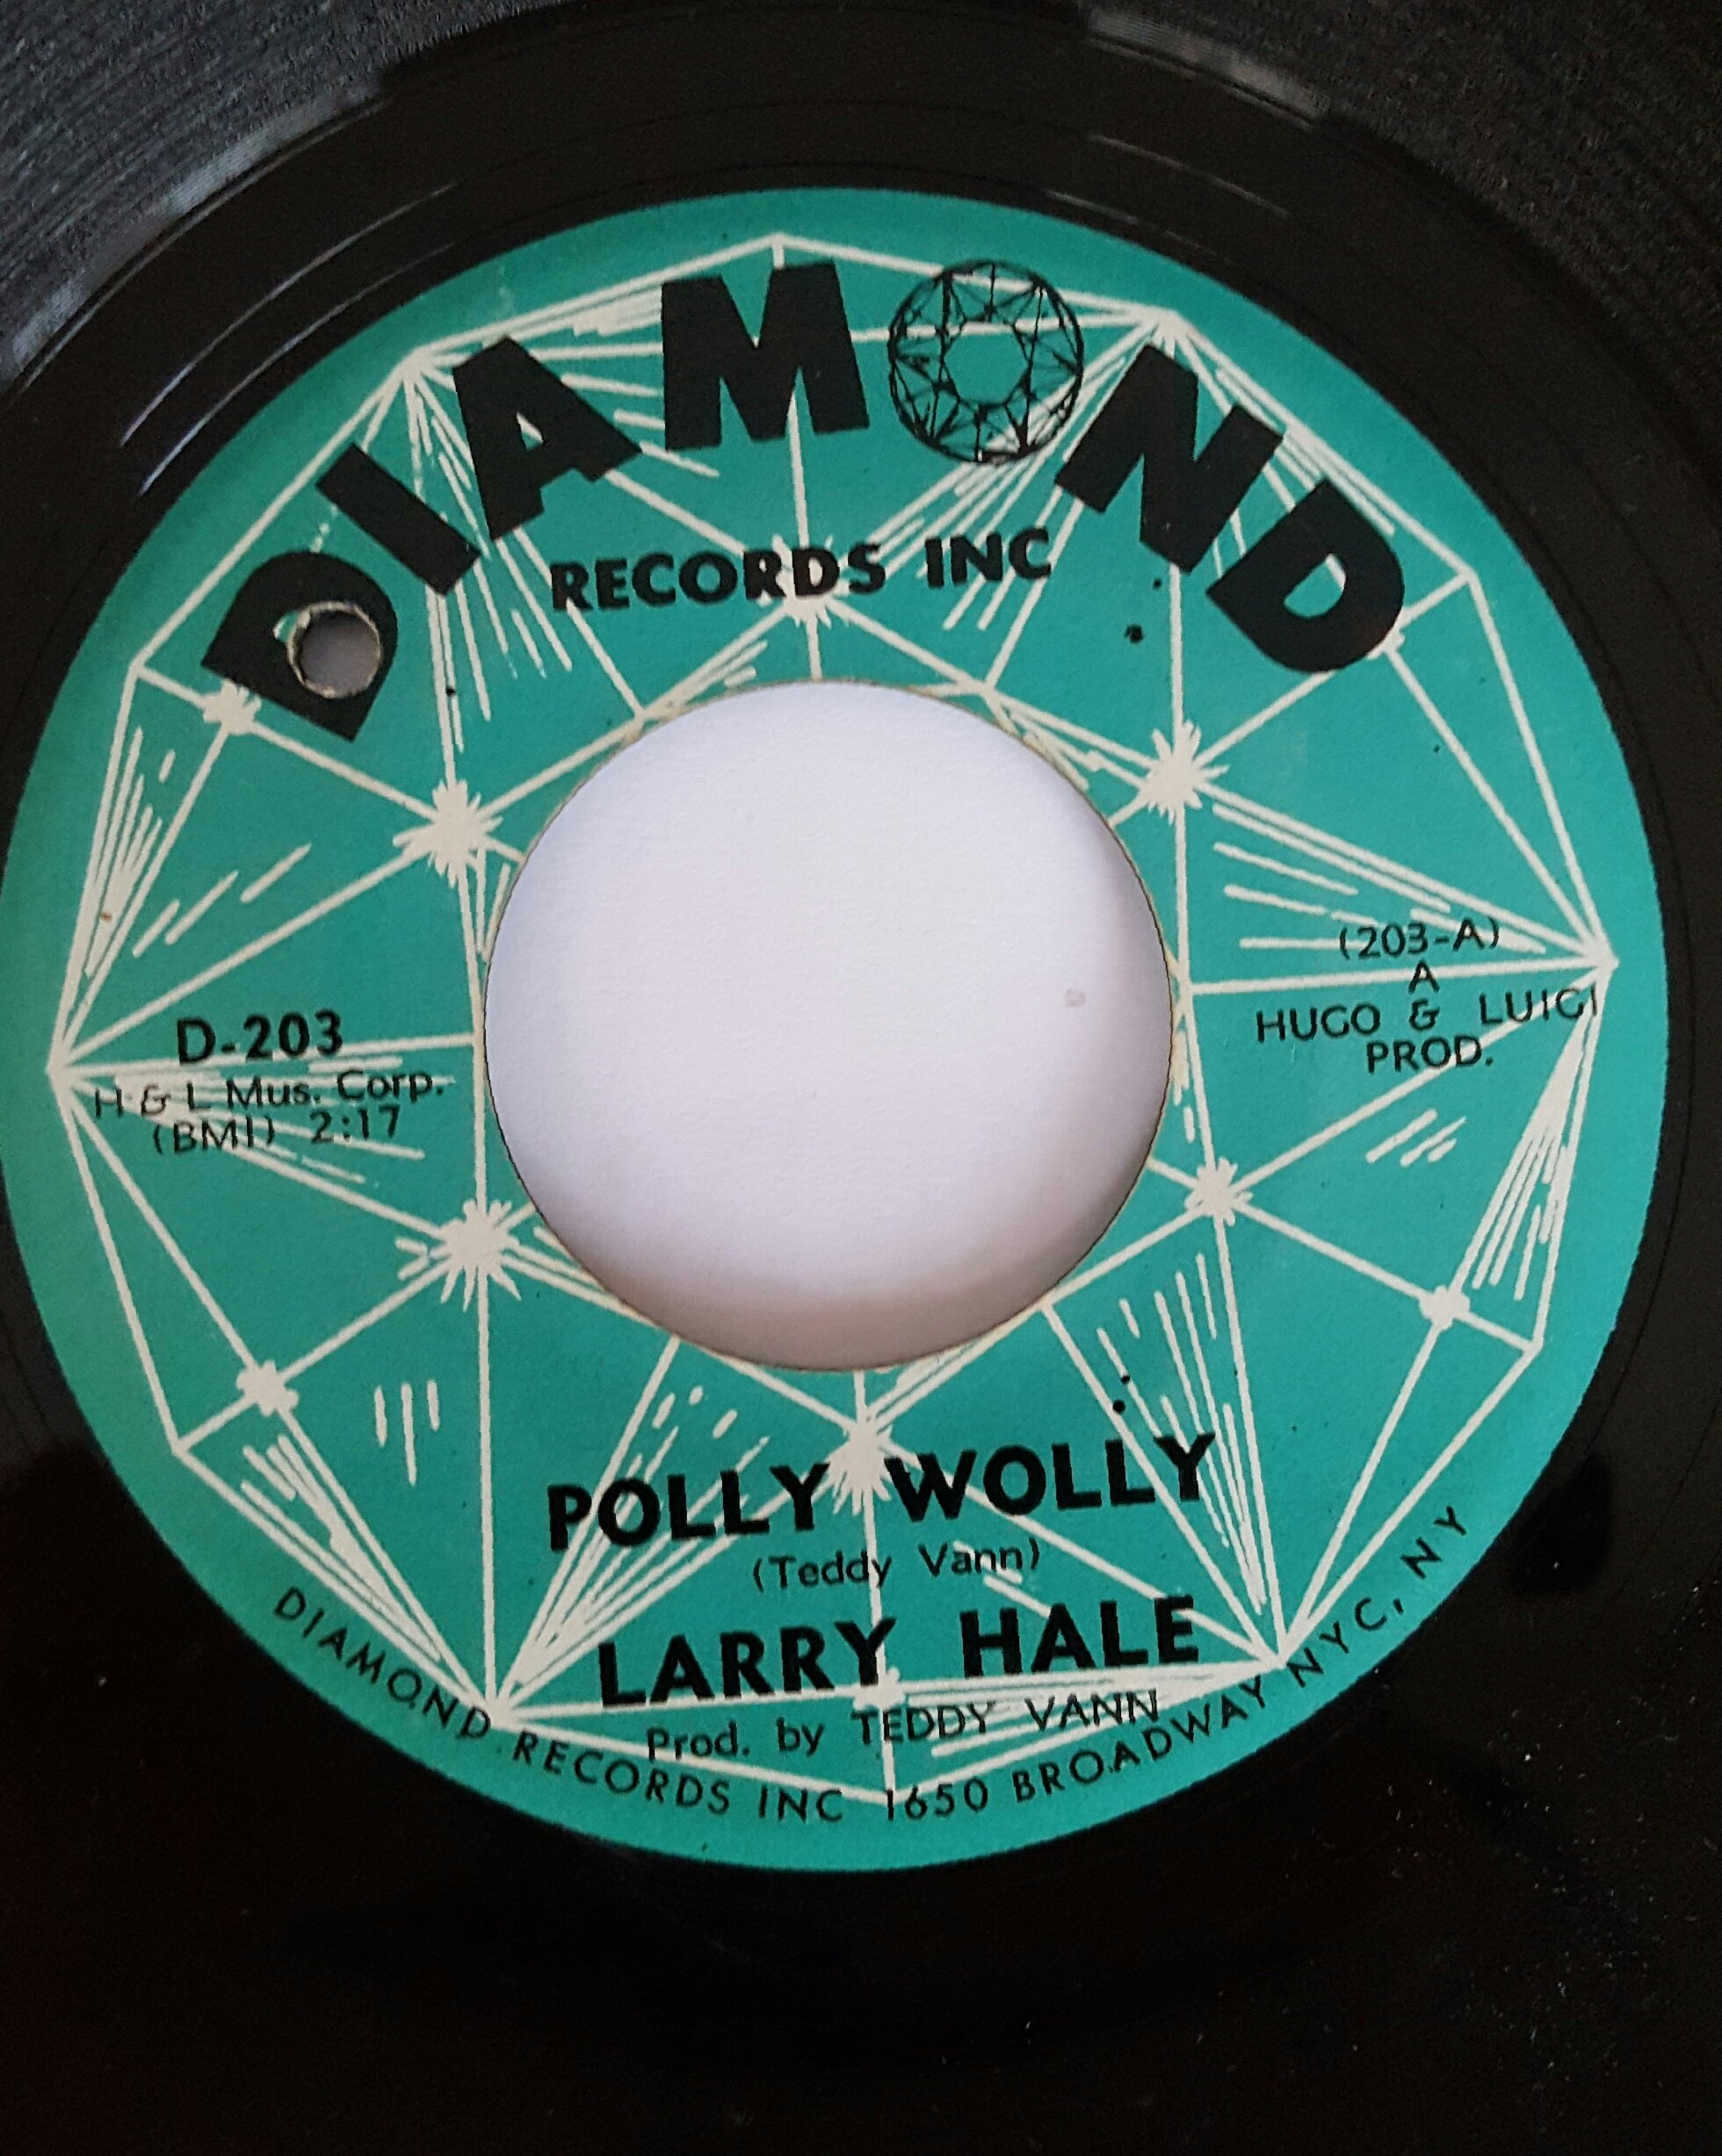 DIAMOND
RECORDS INC
D-203
H & L Mus. Corp.
(BMI) 2:17
(203-A)
A
HUGO & LUIGI
PROD.
POLLY WOLLY
(Teddy Vann)
LARRY HALE
Prod. by TEDDY VANN
DIAMOND RECORDS INC 1650 BROADWAY NYC, NY